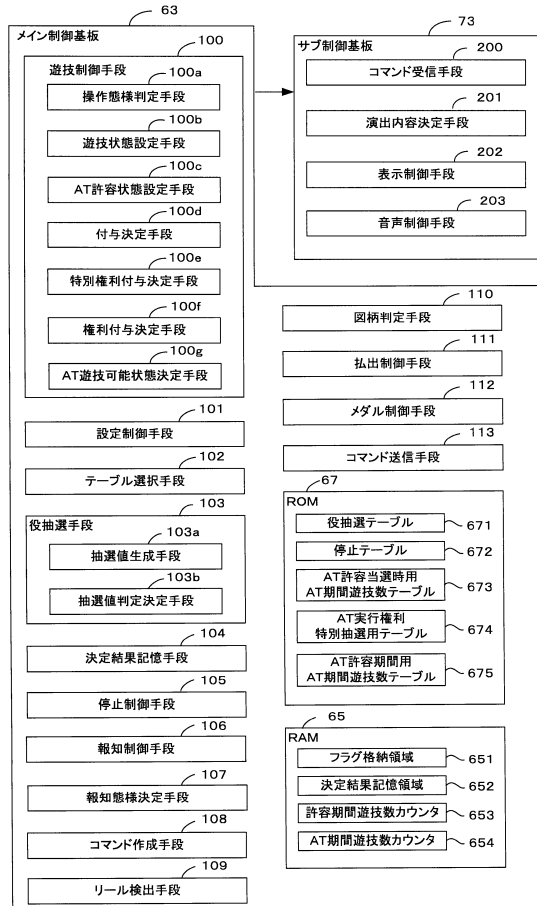 63
メイン制御基板
100
遊技制御手段
100a
操作態様判定手段
100b
遊技状態設定手段
100c
AT許容状態設定手段
100d
付与決定手段
100e
特別権利付与決定手段
100f
権利付与決定手段
100g
AT遊技可能状態決定手段
101
設定制御手段
102
テーブル選択手段
103
役抽選手段
103a
抽選値生成手段
103b
抽選値判定決定手段
104
決定結果記憶手段
105
停止制御手段
106
報知制御手段
107
報知態様決定手段
108
コマンド作成手段
109
リール検出手段
73
サブ制御基板
200
コマンド受信手段
201
演出内容決定手段
202
表示制御手段
203
音声制御手段
110
図柄判定手段
111
払出制御手段
112
メダル制御手段
113
コマンド送信手段
67
ROM
役抽選テーブル
671
停止テーブル
672
AT許容当選時用
AT期間遊技数テーブル
673
AT実行権利
特別抽選用テーブル
674
AT許容期間用
AT期間遊技数テーブル
675
65
RAM
フラグ格納領域
651
決定結果記憶領域
652
許容期間遊技数カウンタ
653
AT期間遊技数カウンタ
654